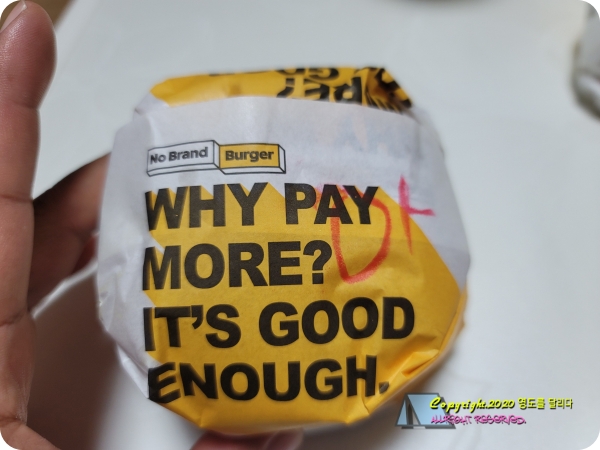 No Brand Burger
WHY PAY
MORE?
IT'S GOOD
ENOUGH.
Copyright.2020 영도를 달리다
ALLRIGHT RESERVED.